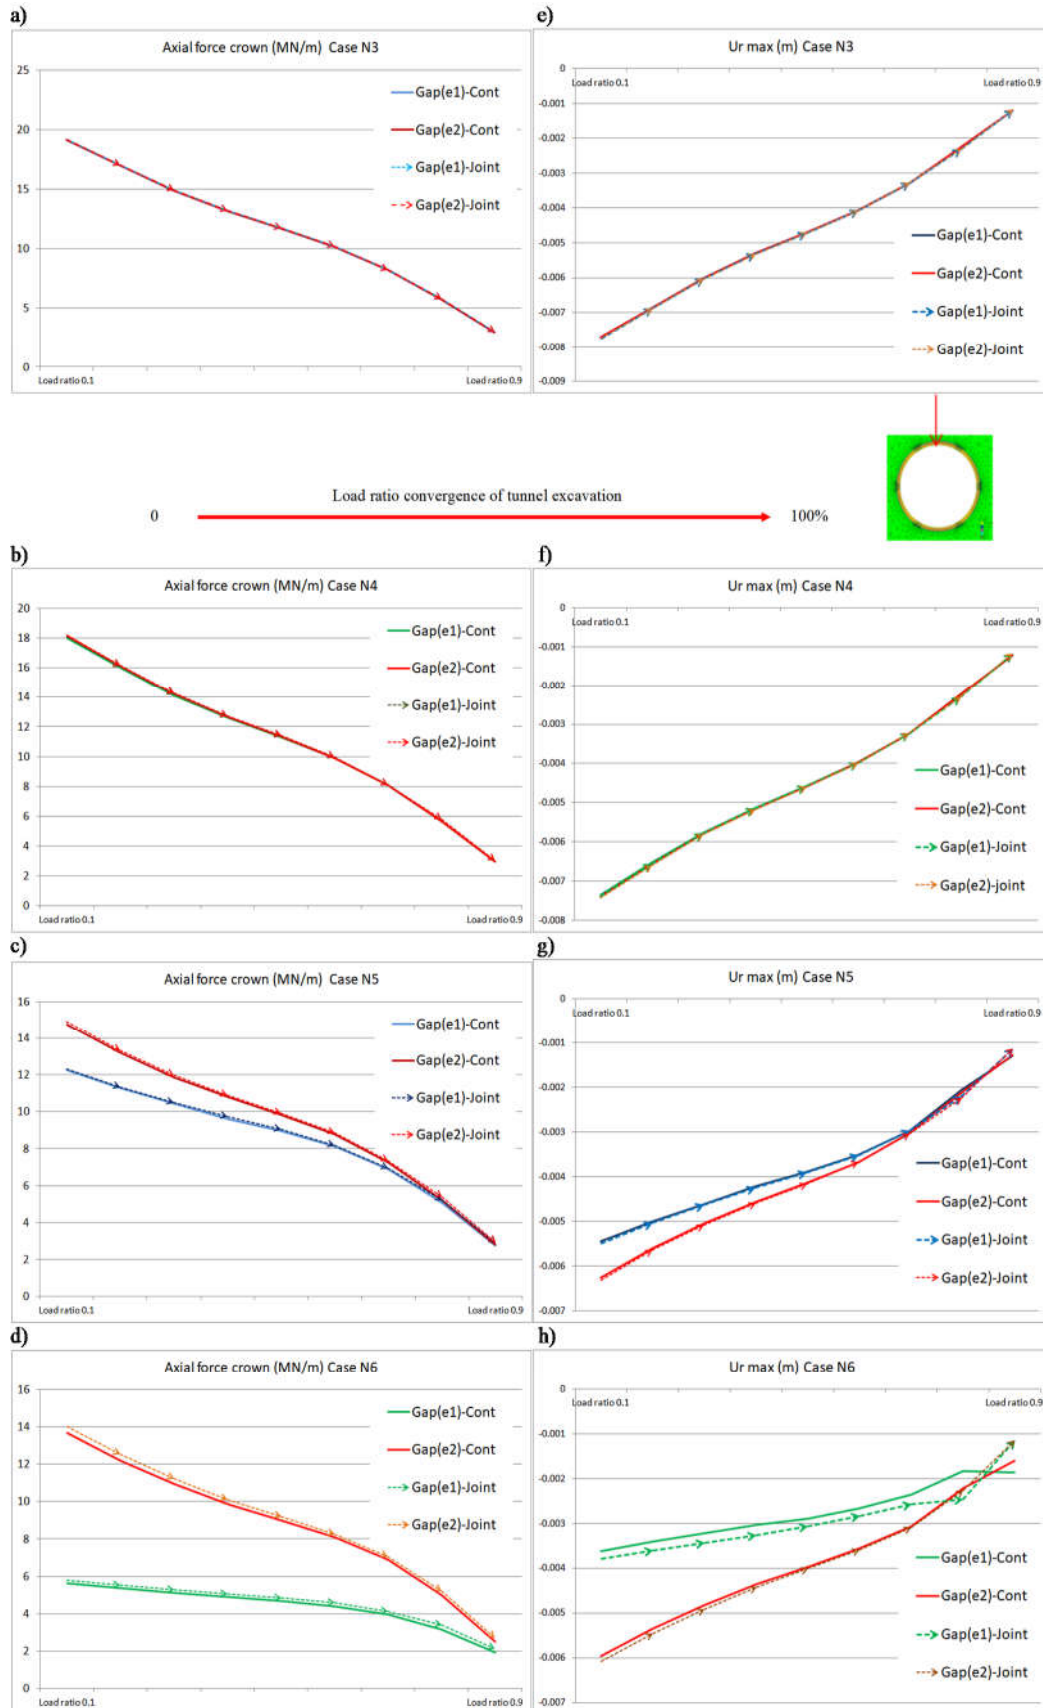 a)
Axial force crown (MN/m) Case N3
25
20
15
10
5
0
Load ratio 0.1
Load ratio 0.9
Gap(e1)-Cont
Gap(e2)-Cont
Gap(e1)-Joint
Gap(e2)-Joint
e)
Ur max (m) Case N3
0
-0.001
-0.002
-0.003
-0.004
-0.005
-0.006
-0.007
-0.008
-0.009
Load ratio 0.1
Load ratio 0.9
Gap(e1)-Cont
Gap(e2)-Cont
Gap(e1)-Joint
Gap(e2)-Joint
Load ratio convergence of tunnel excavation
0
100%
b)
Axial force crown (MN/m) Case N4
20
18
16
14
12
10
8
6
4
2
0
Load ratio 0.1
Load ratio 0.9
Gap(e1)-Cont
Gap(e2)-Cont
Gap(e1)-Joint
Gap(e2)-Joint
f)
Ur max (m) Case N4
0
-0.001
-0.002
-0.003
-0.004
-0.005
-0.006
-0.007
-0.008
Load ratio 0.1
Load ratio 0.9
Gap(e1)-Cont
Gap(e2)-Cont
Gap(e1)-Joint
Gap(e2)-joint
c)
Axial force crown (MN/m) Case N5
16
14
12
10
8
6
4
2
0
Load ratio 0.1
Load ratio 0.9
Gap(e1)-Cont
Gap(e2)-Cont
Gap(e1)-Joint
Gap(e2)-Joint
g)
Ur max (m) Case N5
0
-0.001
-0.002
-0.003
-0.004
-0.005
-0.006
-0.007
Load ratio 0.1
Load ratio 0.9
Gap(e1)-Cont
Gap(e2)-Cont
Gap(e1)-Joint
Gap(e2)-Joint
d)
Axial force crown (MN/m) Case N6
16
14
12
10
8
6
4
2
0
Load ratio 0.1
Load ratio 0.9
Gap(e1)-Cont
Gap(e2)-Cont
Gap(e1)-Joint
Gap(e2)-Joint
h)
Ur max (m) Case N6
0
-0.001
-0.002
-0.003
-0.004
-0.005
-0.006
-0.007
Load ratio 0.1
Load ratio 0.9
Gap(e1)-Cont
Gap(e2)-Cont
Gap(e1)-Joint
Gap(e2)-Joint